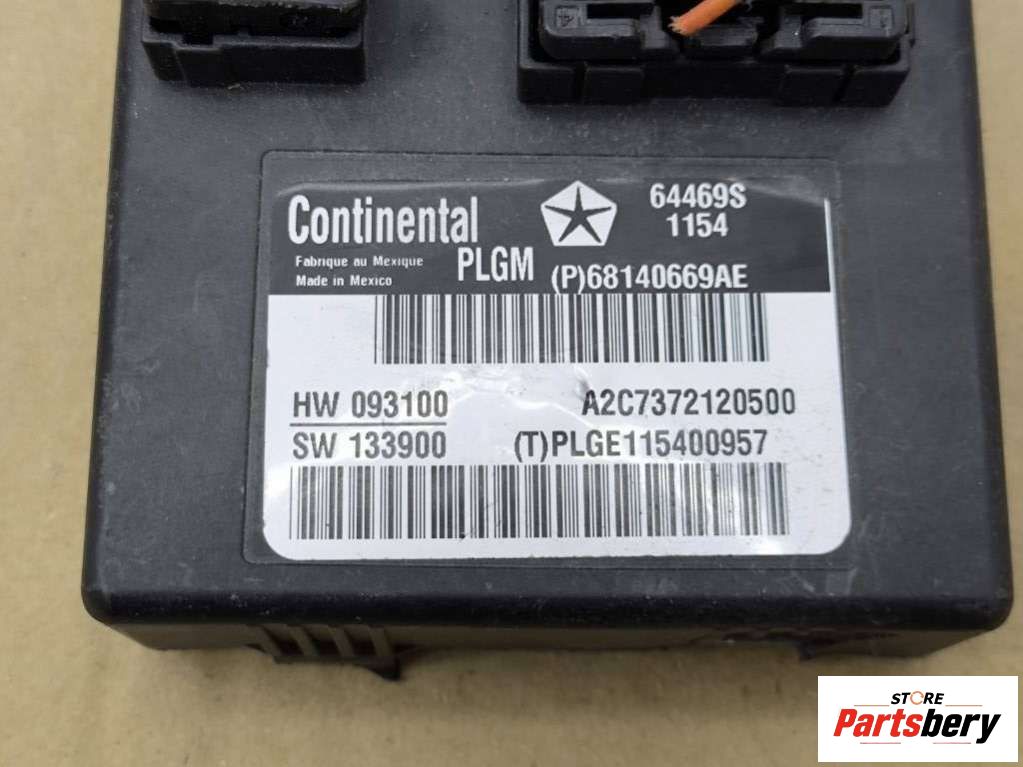 Continental
64469S
1154
Fabrique au Mexique
Made in Mexico
PLGM
(P)68140669AE
HW 093100
A2C7372120500
SW 133900
(T)PLGE115400957
STORE
Partsbery